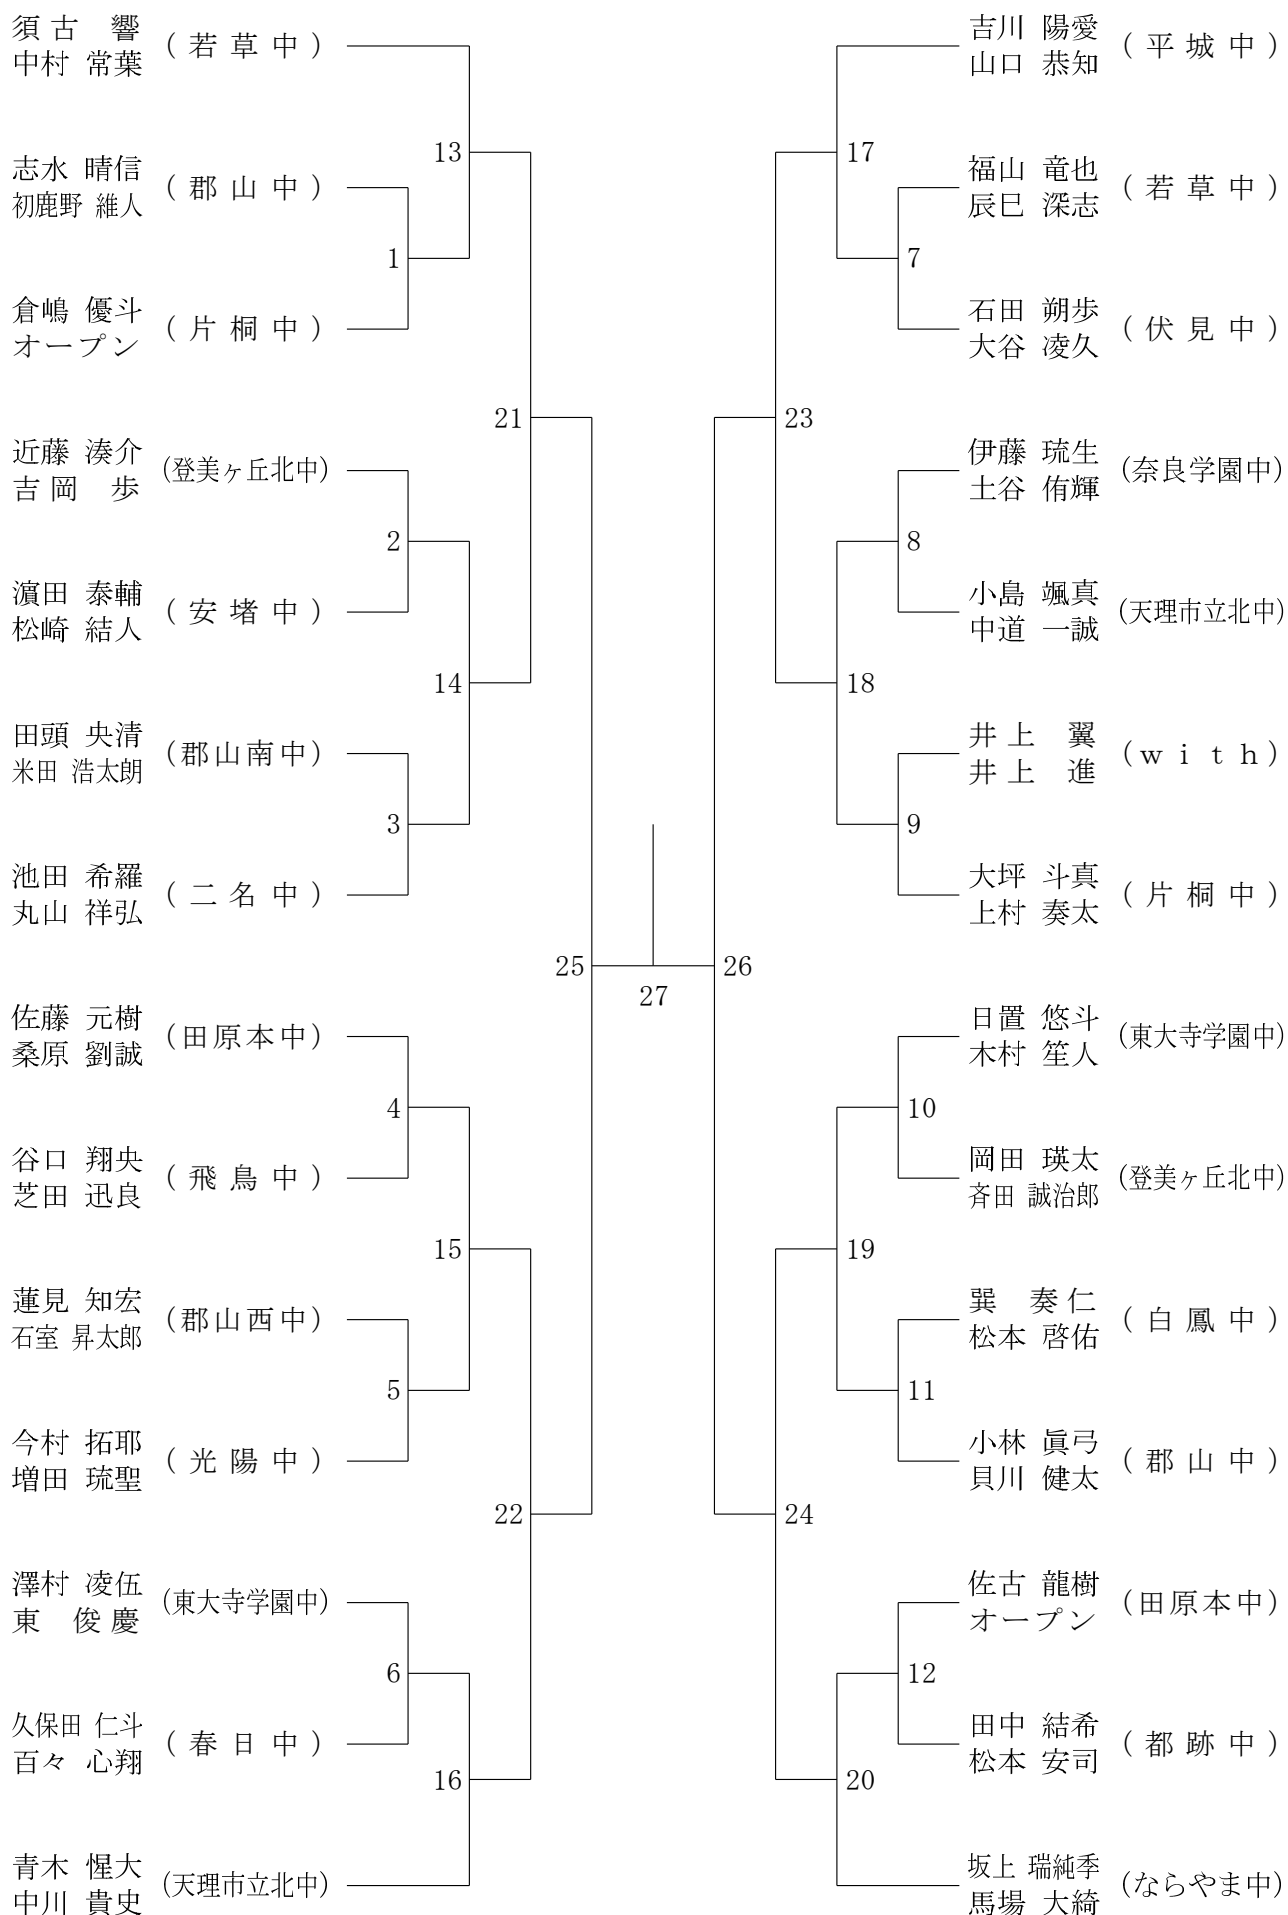 須古 響
中村 常葉
(若草中)
志水 晴信
初鹿野 維人
(郡山中)
倉嶋 優斗
オープン
(片桐中)
近藤 湊介
吉岡 歩
(登美ヶ丘北中)
濵田 泰輔
松崎 結人
(安堵中)
田頭 央清
米田 浩太朗
(郡山南中)
池田 希羅
丸山 祥弘
(二名中)
佐藤 元樹
桑原 劉誠
(田原本中)
谷口 翔央
芝田 迅良
(飛鳥中)
蓮見 知宏
石室 昇太郎
(郡山西中)
今村 拓耶
増田 琉聖
(光陽中)
澤村 凌伍
東 俊慶
(東大寺学園中)
久保田 仁斗
百々 心翔
(春日中)
青木 惺大
中川 貴史
(天理市立北中)
1
2
3
4
5
6
13
14
15
16
21
22
25
27
26
23
24
17
18
19
20
7
8
9
10
11
12
吉川 陽愛
山口 恭知
(平城中)
福山 竜也
辰巳 深志
(若草中)
石田 朔歩
大谷 凌久
(伏見中)
伊藤 琉生
土谷 侑輝
(奈良学園中)
小島 颯真
中道 一誠
(天理市立北中)
井上 翼
井上 進
(with)
大坪 斗真
上村 奏太
(片桐中)
日置 悠斗
木村 笙人
(東大寺学園中)
岡田 瑛太
斉田 誠治郎
(登美ヶ丘北中)
巽 奏仁
松本 啓佑
(白鳳中)
小林 眞弓
貝川 健太
(郡山中)
佐古 龍樹
オープン
(田原本中)
田中 結希
松本 安司
(都跡中)
坂上 瑞純季
馬場 大綺
(ならやま中)